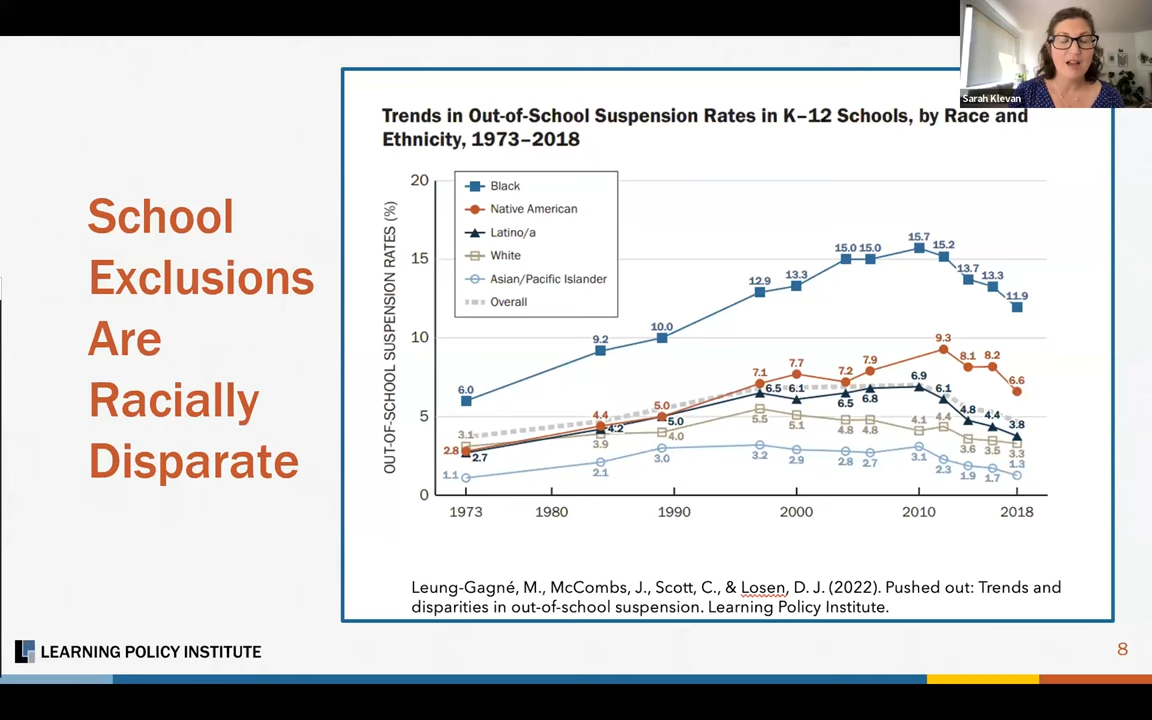 Sarah Klevan
School
Exclusions
Are
Racially
Disparate
Trends in Out-of-School Suspension Rates in K–12 Schools, by Race and
Ethnicity, 1973–2018
OUT-OF-SCHOOL SUSPENSION RATES (%)
20
15
10
5
0
Black
Native American
Latino/a
White
Asian/Pacific Islander
Overall
6.0 9.2 10.0 12.9 13.3 15.0 15.0 15.7 15.2 13.7 13.3 11.9
2.8 4.4 5.0 7.1 7.7 7.2 7.9 9.3 8.1 8.2 6.6
2.7 4.2 5.0 6.5 6.1 6.5 6.8 6.9 6.1 4.8 4.4 3.8
3.1 3.9 4.0 5.5 5.1 4.8 4.8 4.1 4.4 3.6 3.5 3.3
1.1 2.1 3.0 3.2 2.9 2.8 2.7 3.1 2.3 1.9 1.7 1.3
1973 1980 1990 2000 2010 2018
Leung-Gagné, M., McCombs, J., Scott, C., & Losen, D. J. (2022). Pushed out: Trends and
disparities in out-of-school suspension. Learning Policy Institute.
LEARNING POLICY INSTITUTE
8